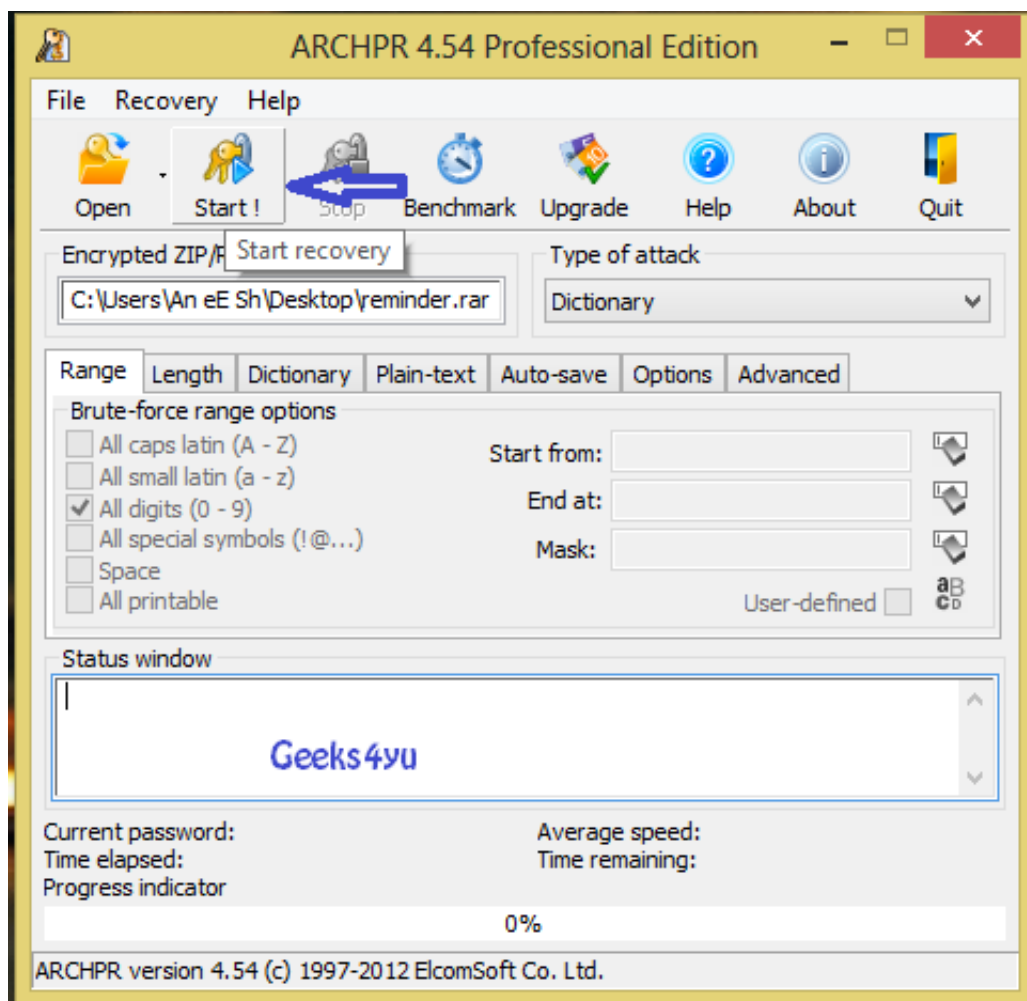 ARCHPR 4.54 Professional Edition
File Recovery Help
Open Start ! Stop Benchmark Upgrade Help About Quit
Start recovery
Encrypted ZIP/R Type of attack
C:\Users\An eE Sh\Desktop\reminder.rar Dictionary
Range Length Dictionary Plain-text Auto-save Options Advanced
Brute-force range options
All caps latin (A - Z)
All small latin (a - z)
All digits (0 - 9)
All special symbols (!@...)
Space
All printable
Start from:
End at:
Mask:
User-defined
aB
cD
Status window
Geeks4yu
Current password: Average speed:
Time elapsed: Time remaining:
Progress indicator
0%
ARCHPR version 4.54 (c) 1997-2012 ElcomSoft Co. Ltd.